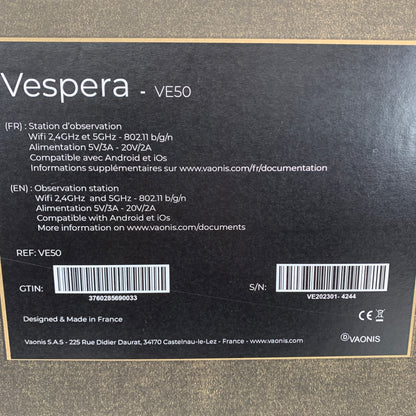 Vespera - VE50
(FR) : Station d'observation
Wifi 2,4GHz et 5GHz - 802.11 b/g/n
Alimentation 5V/3A - 20V/2A
Compatible avec Android et iOs
Informations supplémentaires sur www.vaonis.com/fr/documentation
(EN) : Observation station
Wifi 2,4GHz and 5GHz - 802.11 b/g/n
Alimentation 5V/3A- 20V/2A
Compatible with Android et iOs
More information on www.vaonis.com/documents
REF: VE50
GTIN:
3760285690033
S/N:
VE202301- 4244
Designed & Made in France
CE
Vaonis S.A.S - 225 Rue Didier Daurat, 34170 Castelnau-le-Lez - France - www.vaonis.com
VAONIS